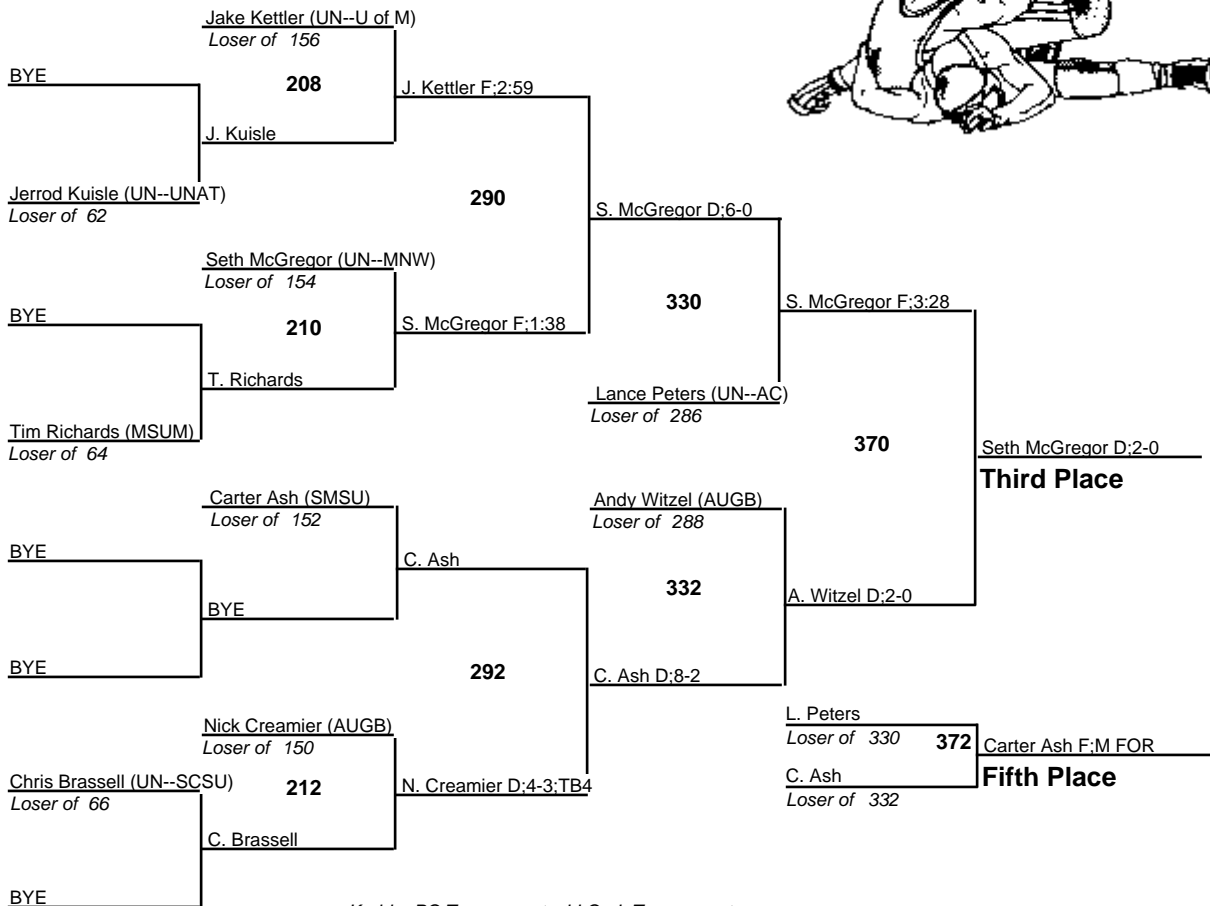 Jake Kettler (UN--U of M)
Loser of 156
BYE
208
J. Kettler F;2:59
J. Kuisle
Jerrod Kuisle (UN--UNAT)
Loser of 62
290
S. McGregor D;6-0
Seth McGregor (UN--MNW)
Loser of 154
BYE
210
S. McGregor F;1:38
330
S. McGregor F;3:28
T. Richards
Lance Peters (UN--AC)
Loser of 286
Tim Richards (MSUM)
Loser of 64
370
Seth McGregor D;2-0
Third Place
Carter Ash (SMSU)
Loser of 152
Andy Witzel (AUGB)
Loser of 288
BYE
C. Ash
332
A. Witzel D;2-0
BYE
BYE
292
C. Ash D;8-2
Nick Creamier (AUGB)
Loser of 150
L. Peters
Loser of 330
372
Carter Ash F;M FOR
Fifth Place
C. Ash
Loser of 332
Chris Brassell (UN--SCSU)
Loser of 66
212
N. Creamier D;4-3;TB4
C. Brassell
BYE